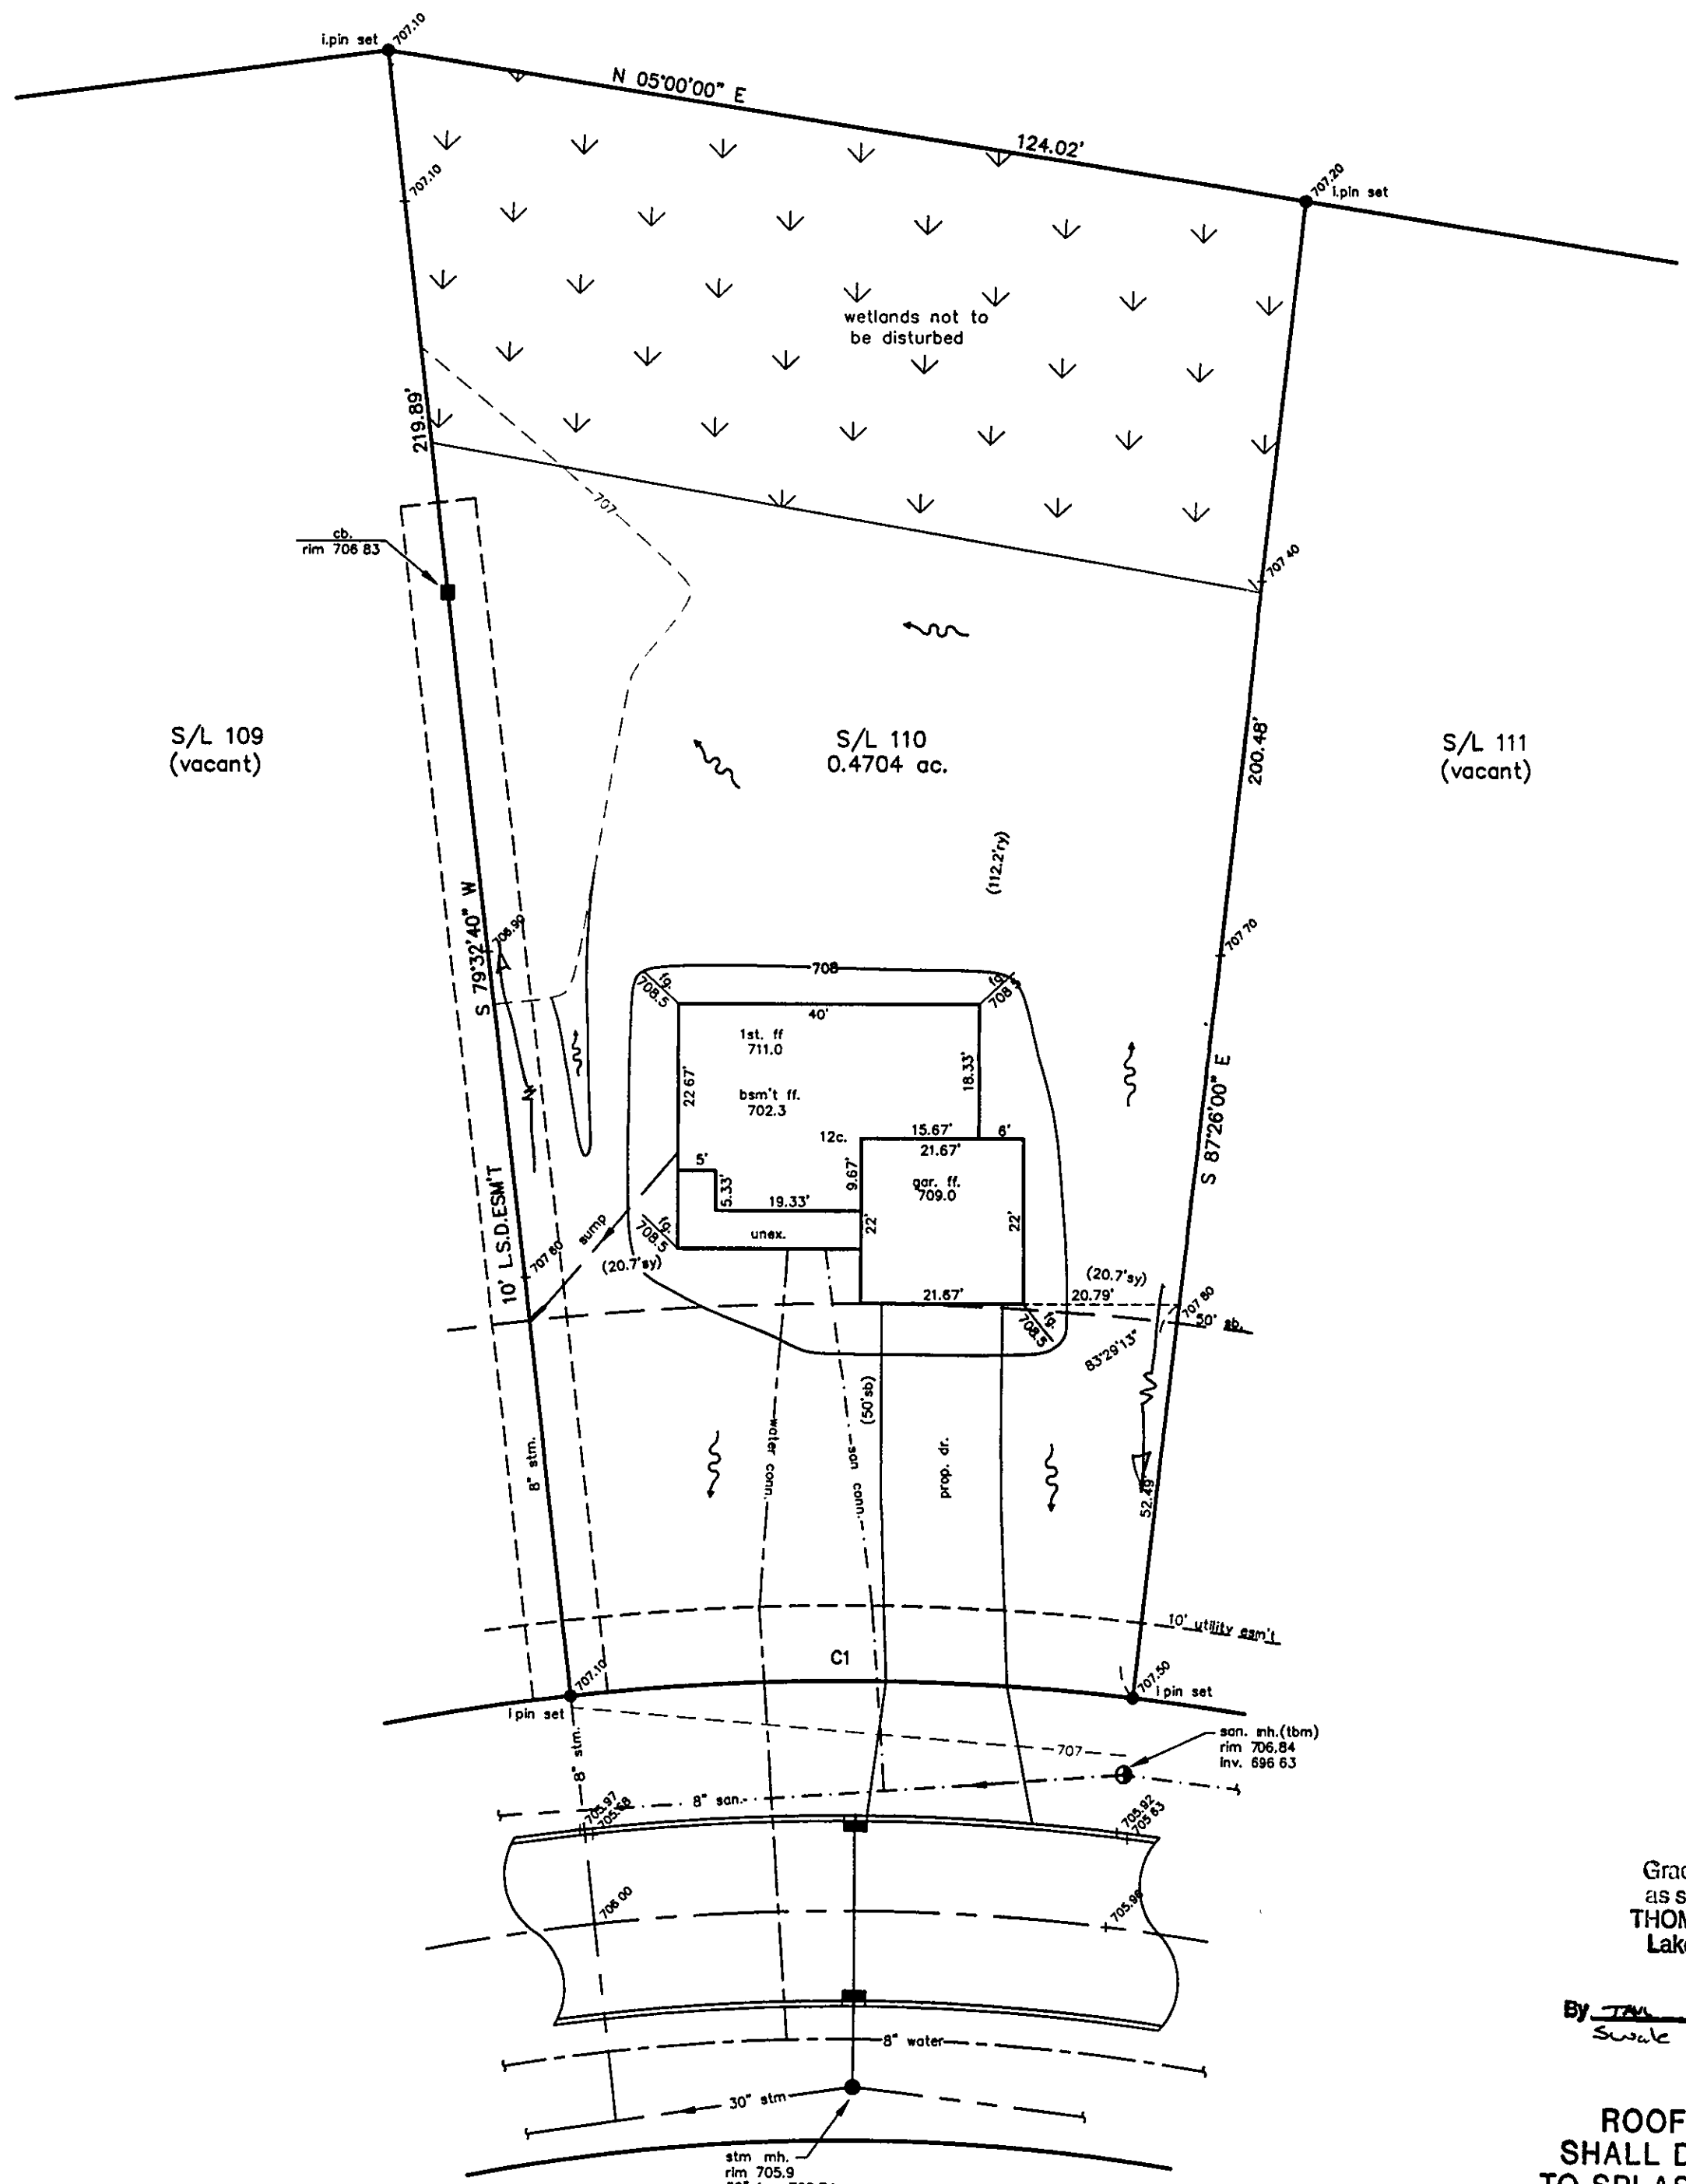 i.pin set
707.10
N 05°00'00" E
124.02'
707.20
i.pin set
707.10
wetlands not to
be disturbed
219.89'
707
cb.
rim 706 83
707 40
S/L 109
(vacant)
S/L 110
0.4704 ac.
S/L 111
(vacant)
200.48'
(112.2'ry)
S 79°32'40" W
706.90
707 70
708
fg.
708.5
fg.
708.5
40'
1st. ff
711.0
22 67'
18.33'
bsm't ff.
702.3
S 87°26'00" E
12c.
15.67'
6'
21.67'
5'
5.33'
9.67'
gar. ff.
709.0
19.33'
22'
22'
unex.
10' L.S.D.ESM'T
sump
fg.
708.5
(20.7'sy)
707 60
(20.7'sy)
20.79'
21.67'
fg.
708.5
707 80
50' sb.
83°29'13"
(50'sb)
water conn.
san conn.
prop. dr.
8" stm.
52.49'
10' utility esm't
C1
707.10
i pin set
707.50
i pin set
8" stm.
707
san. mh.(tbm)
rim 706.84
inv. 696 63
8" san.
705.97
705.68
705.92
705 63
706 00
705.96
8" water
30" stm
stm mh.
rim 705.9
as s
By
Swale
ROOF
SHALL D
TO SPLAS